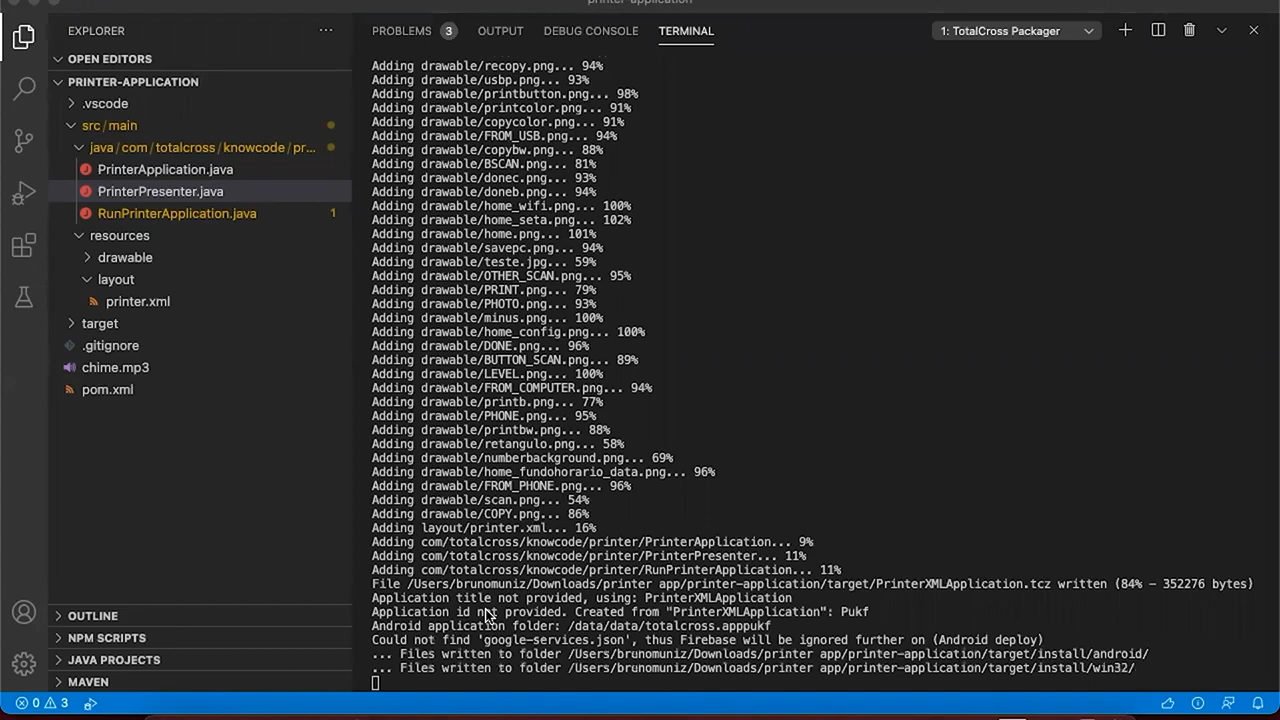 printer-application
EXPLORER
OPEN EDITORS
PRINTER-APPLICATION
.vscode
src/main
java/com/totalcross/knowcode/pr...
PrinterApplication.java
PrinterPresenter.java
RunPrinterApplication.java 1
resources
drawable
layout
printer.xml
target
.gitignore
chime.mp3
pom.xml
OUTLINE
NPM SCRIPTS
JAVA PROJECTS
MAVEN
PROBLEMS 3 OUTPUT DEBUG CONSOLE TERMINAL 1: TotalCross Packager
Adding drawable/recopy.png... 94%
Adding drawable/usbp.png... 93%
Adding drawable/printbutton.png... 98%
Adding drawable/printcolor.png... 91%
Adding drawable/copycolor.png... 91%
Adding drawable/FROM_USB.png... 94%
Adding drawable/copybw.png... 88%
Adding drawable/BSCAN.png... 81%
Adding drawable/donec.png... 93%
Adding drawable/doneb.png... 94%
Adding drawable/home_wifi.png... 100%
Adding drawable/home_seta.png... 102%
Adding drawable/home.png... 101%
Adding drawable/savepc.png... 94%
Adding drawable/teste.jpg... 59%
Adding drawable/OTHER_SCAN.png... 95%
Adding drawable/PRINT.png... 79%
Adding drawable/PHOTO.png... 93%
Adding drawable/minus.png... 100%
Adding drawable/home_config.png... 100%
Adding drawable/DONE.png... 96%
Adding drawable/BUTTON_SCAN.png... 89%
Adding drawable/LEVEL.png... 100%
Adding drawable/FROM_COMPUTER.png... 94%
Adding drawable/printb.png... 77%
Adding drawable/PHONE.png... 95%
Adding drawable/printbw.png... 88%
Adding drawable/retangulo.png... 58%
Adding drawable/numberbackground.png... 69%
Adding drawable/home_fundohorario_data.png... 96%
Adding drawable/FROM_PHONE.png... 96%
Adding drawable/scan.png... 54%
Adding drawable/COPY.png... 86%
Adding layout/printer.xml... 16%
Adding com/totalcross/knowcode/printer/PrinterApplication... 9%
Adding com/totalcross/knowcode/printer/PrinterPresenter... 11%
Adding com/totalcross/knowcode/printer/RunPrinterApplication... 11%
File /Users/brunomuniz/Downloads/printer app/printer-application/target/PrinterXMLApplication.tcz written (84% - 352276 bytes)
Application title not provided, using: PrinterXMLApplication
Application id not provided. Created from "PrinterXMLApplication": Pukf
Android application folder: /data/data/totalcross.apppukf
Could not find 'google-services.json', thus Firebase will be ignored further on (Android deploy)
... Files written to folder /Users/brunomuniz/Downloads/printer app/printer-application/target/install/android/
... Files written to folder /Users/brunomuniz/Downloads/printer app/printer-application/target/install/win32/
0 3